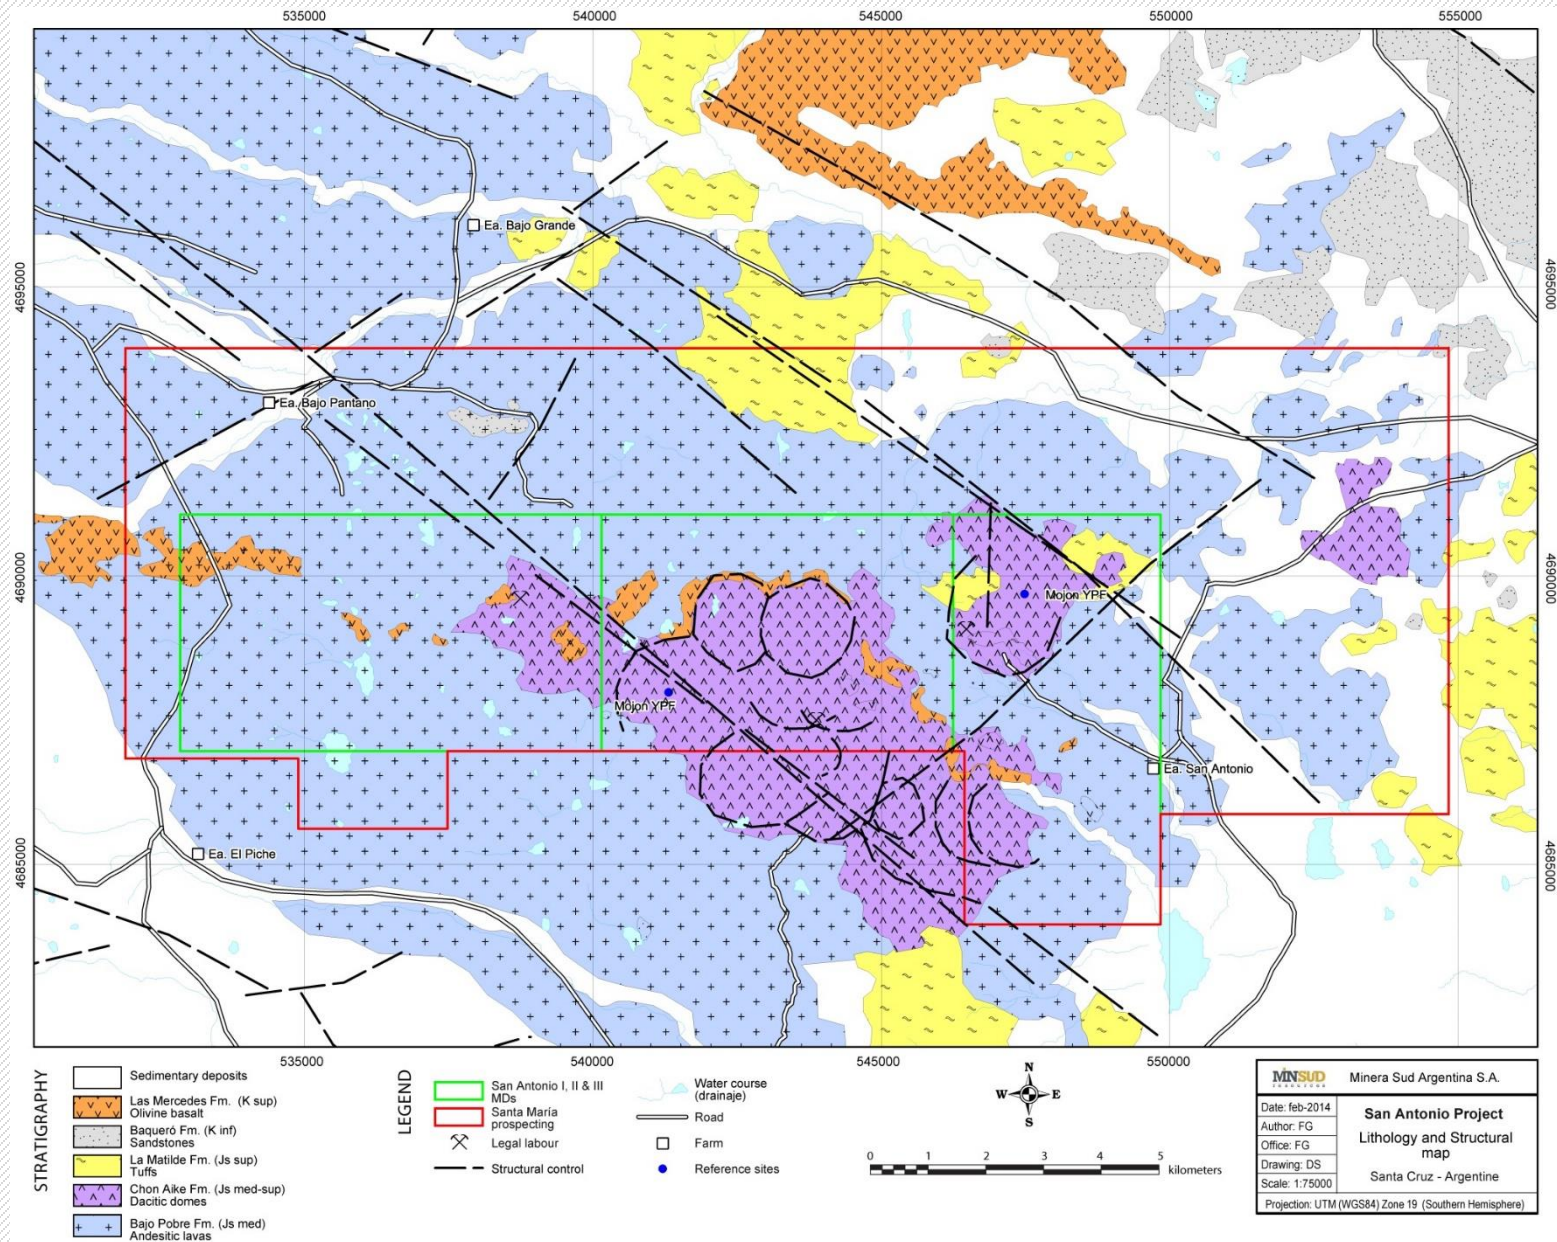 535000
540000
545000
550000
555000
4695000
4695000
4690000
4690000
4685000
4685000
Ea. Bajo Grande
Ea. Bajo Pantano
Mojon YPF
Mojon YPF
Ea. San Antonio
Ea. El Piche
535000
540000
545000
550000
STRATIGRAPHY
Sedimentary deposits
Las Mercedes Fm. (K sup)
Olivine basalt
Baqueró Fm. (K inf)
Sandstones
La Matilde Fm. (Js sup)
Tuffs
Chon Aike Fm. (Js med-sup)
Dacitic domes
Bajo Pobre Fm. (Js med)
Andesitic lavas
LEGEND
San Antonio I, II & III
MDs
Santa María
prospecting
Legal labour
Structural control
Water course
(drainaje)
Road
Farm
Reference sites
N
W E
S
0 1 2 3 4 5
kilometers
MINSUD
Minera Sud Argentina S.A.
Date: feb-2014
Author: FG
Office: FG
Drawing: DS
Scale: 1:75000
San Antonio Project
Lithology and Structural
map
Santa Cruz - Argentine
Projection: UTM (WGS84) Zone 19 (Southern Hemisphere)